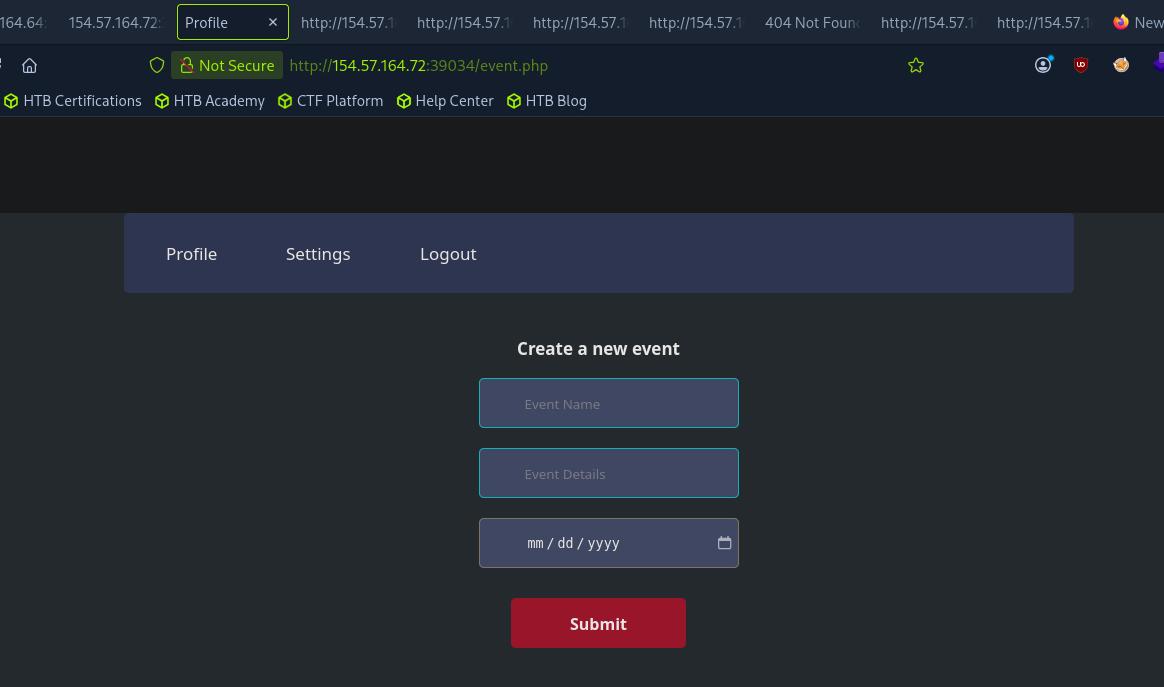 164.64: 154.57.164.72: Profile × http://154.57.1 http://154.57.1 http://154.57.1 http://154.57.1 404 Not Foun http://154.57.1 http://154.57.1 New
Not Secure http://154.57.164.72:39034/event.php
HTB Certifications HTB Academy CTF Platform Help Center HTB Blog
Profile Settings Logout
Create a new event
Event Name
Event Details
mm / dd / yyyy
Submit